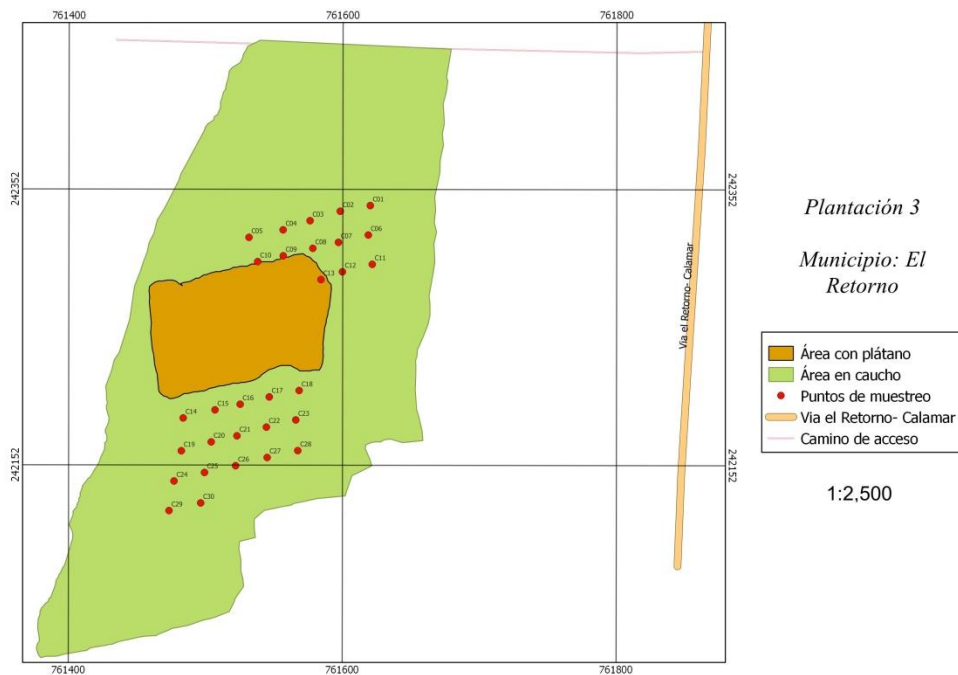 761400 761600 761800
242352 242352
C01
C02
C03
C04
C05
C06
C07
C08
C09
C10
C11
C12
C13
C18
C17
C16
C15
C14
C23
C22
C21
C20
C19
C28
C27
C26
C25
C24
C30
C29
242152 242152
Via el Retorno- Calamar
761400 761600 761800
Plantación 3
Municipio: El
Retorno
Área con plátano
Área en caucho
Puntos de muestreo
Via el Retorno- Calamar
Camino de acceso
1:2,500